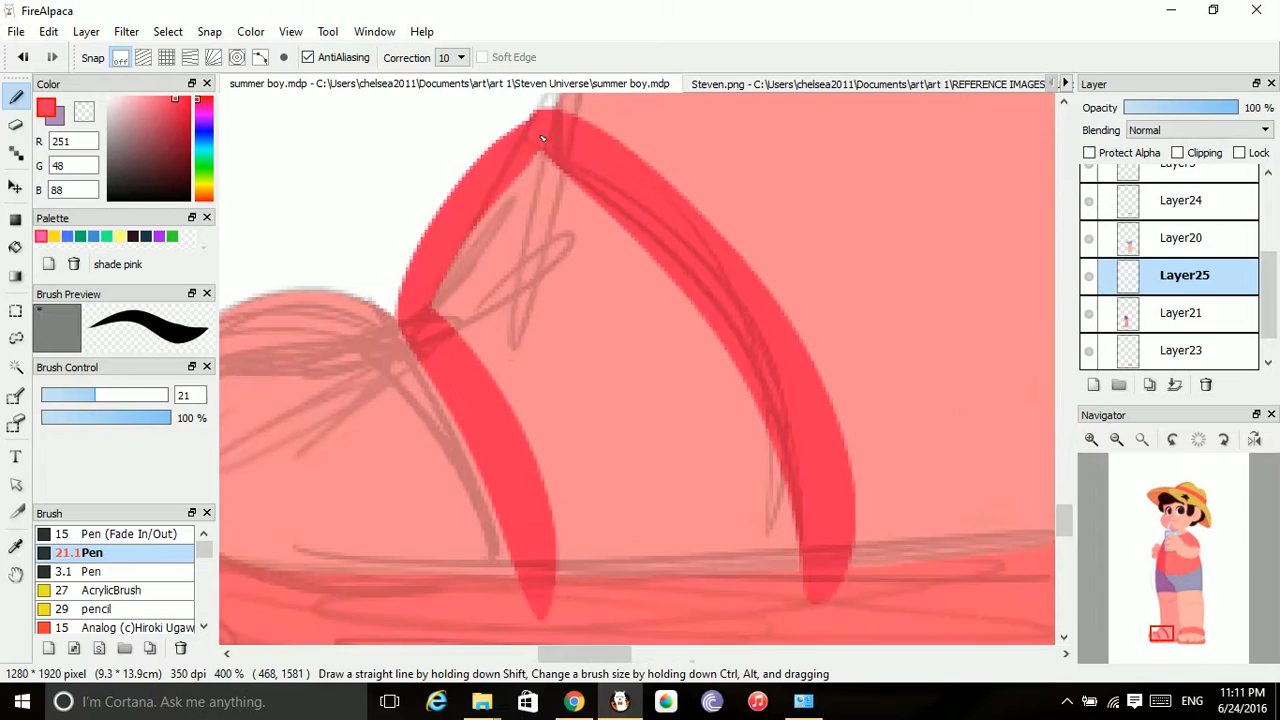 FireAlpaca
File Edit Layer Filter Select Snap Color View Tool Window Help
Snap off AntiAliasing Correction 10 Soft Edge
Color
summer boy.mdp - C:\Users\chelsea2011\Documents\art\art 1\Steven Universe\summer boy.mdp
Steven.png - C:\Users\chelsea2011\Documents\art\art 1\REFERENCE IMAGES
Layer
Opacity 100 %
Blending Normal
Protect Alpha Clipping Lock
R 251
G 48
B 88
Palette
shade pink
Brush Preview
Brush Control
21
100 %
Brush
15 Pen (Fade In/Out)
21.1 Pen
3.1 Pen
27 AcrylicBrush
29 pencil
15 Analog (c)Hiroki Ugaw
Layer24
Layer20
Layer25
Layer21
Layer23
Navigator
1280 * 1920 pixel (9.3 * 13.9cm) 350 dpi 400 % (468, 1581) Draw a straight line by holding down Shift, Change a brush size by holding down Ctrl, Alt, and dragging
I'm Cortana. Ask me anything.
ENG
11:11 PM
6/24/2016